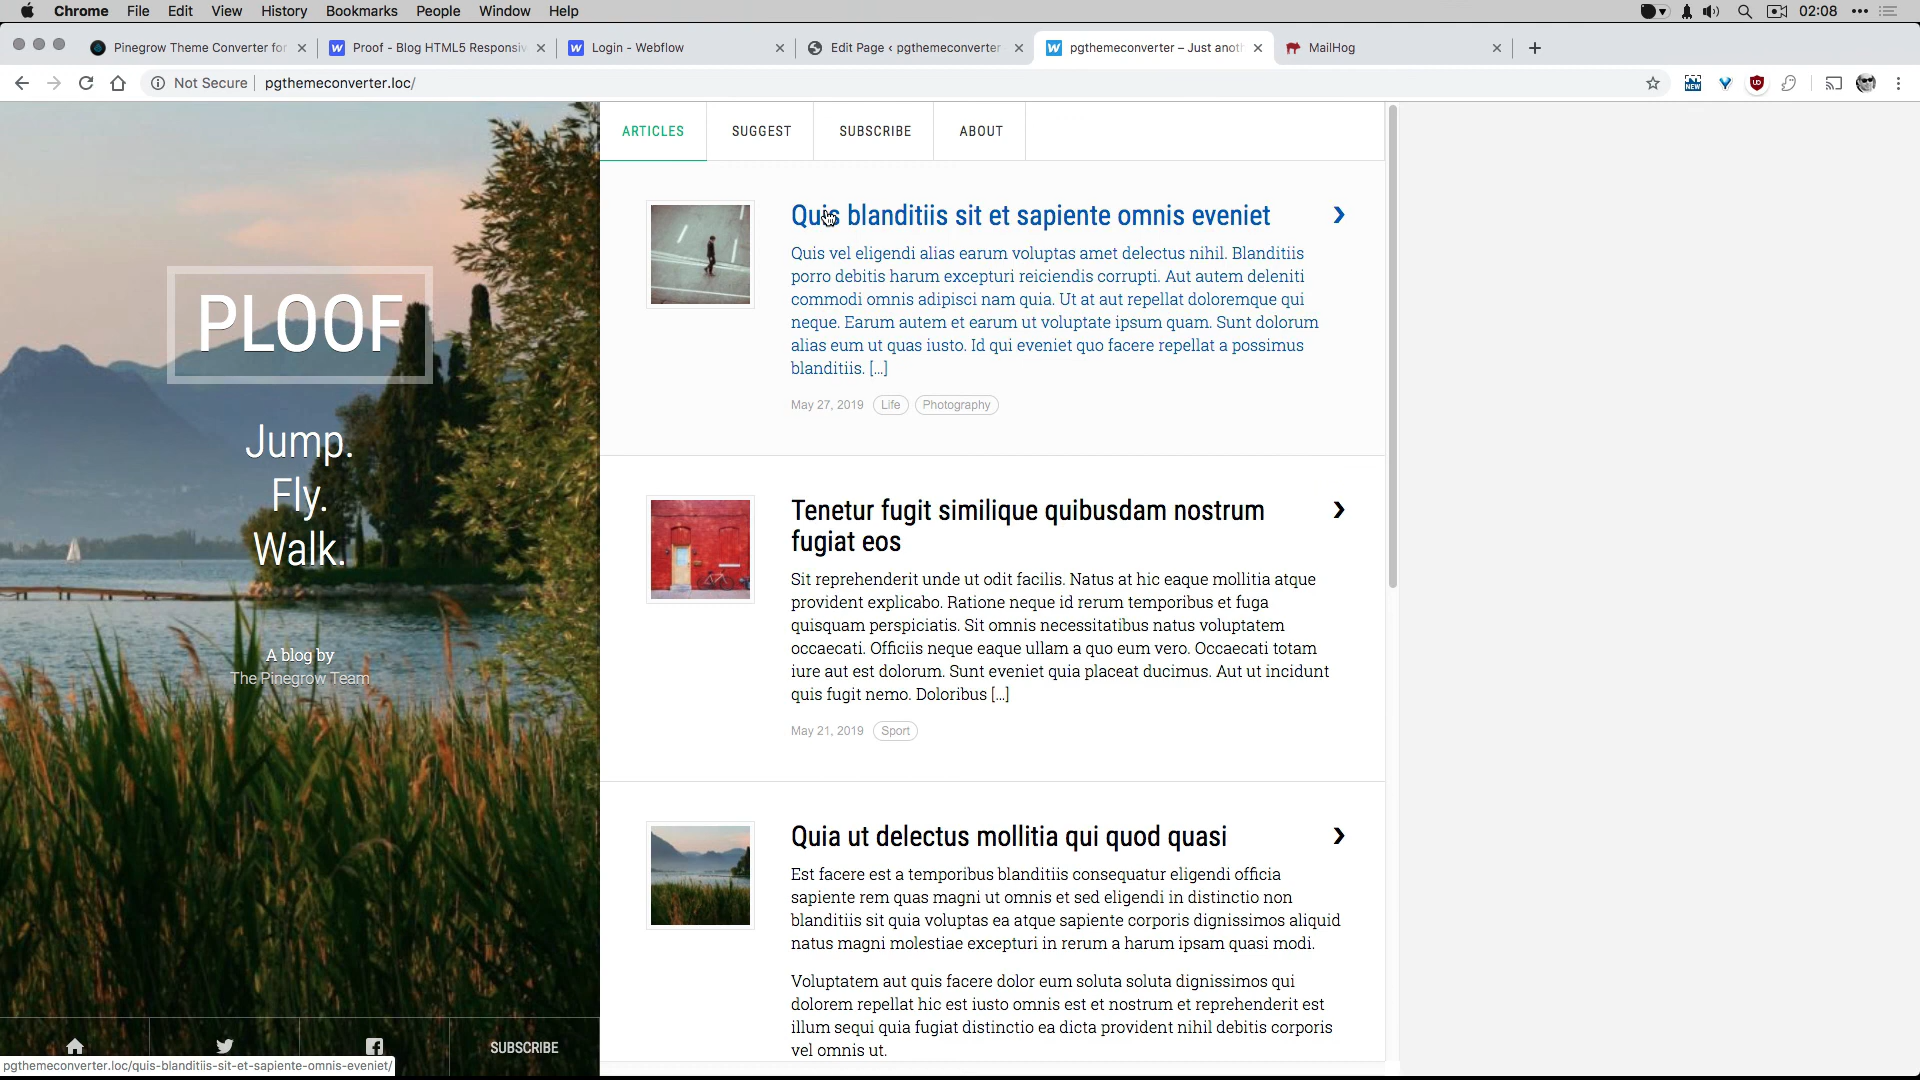 Chrome File Edit View History Bookmarks People Window Help 02:08
Pinegrow Theme Converter for
Proof - Blog HTML5 Responsiv
Login - Webflow
Edit Page ‹ pgthemeconverter
pgthemeconverter – Just anot
MailHog
Not Secure pgthemeconverter.loc/
NEW
PLOOF
Jump.
Fly.
Walk.
A blog by
The Pinegrow Team
SUBSCRIBE
pgthemeconverter.loc/quis-blanditiis-sit-et-sapiente-omnis-eveniet/
ARTICLES SUGGEST SUBSCRIBE ABOUT
Quis blanditiis sit et sapiente omnis eveniet
Quis vel eligendi alias earum voluptas amet delectus nihil. Blanditiis
porro debitis harum excepturi reiciendis corrupti. Aut autem deleniti
commodi omnis adipisci nam quia. Ut at aut repellat doloremque qui
neque. Earum autem et earum ut voluptate ipsum quam. Sunt dolorum
alias eum ut quas iusto. Id qui eveniet quo facere repellat a possimus
blanditiis. [...]
May 27, 2019 Life Photography
Tenetur fugit similique quibusdam nostrum
fugiat eos
Sit reprehenderit unde ut odit facilis. Natus at hic eaque mollitia atque
provident explicabo. Ratione neque id rerum temporibus et fuga
quisquam perspiciatis. Sit omnis necessitatibus natus voluptatem
occaecati. Officiis neque eaque ullam a quo eum vero. Occaecati totam
iure aut est dolorum. Sunt eveniet quia placeat ducimus. Aut ut incidunt
quis fugit nemo. Doloribus [...]
May 21, 2019 Sport
Quia ut delectus mollitia qui quod quasi
Est facere est a temporibus blanditiis consequatur eligendi officia
sapiente rem quas magni ut omnis et sed eligendi in distinctio non
blanditiis sit quia voluptas ea atque sapiente corporis dignissimos aliquid
natus magni molestiae excepturi in rerum a harum ipsam quasi modi.
Voluptatem aut quis facere dolor eum soluta soluta dignissimos qui
dolorem repellat hic est iusto omnis est et nostrum et reprehenderit est
illum sequi quia fugiat distinctio ea dicta provident nihil debitis corporis
vel omnis ut.